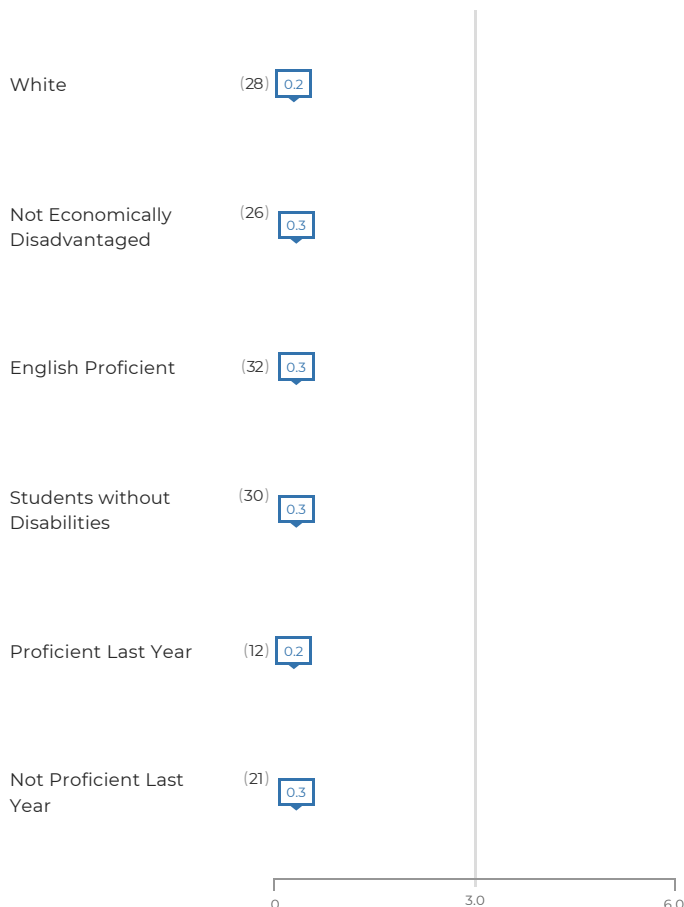 White (28) 0.2
Not Economically (26)
Disadvantaged 0.3
English Proficient (32) 0.3
Students without (30)
Disabilities 0.3
Proficient Last Year (12) 0.2
Not Proficient Last (21)
Year 0.3
0 3.0 6.0